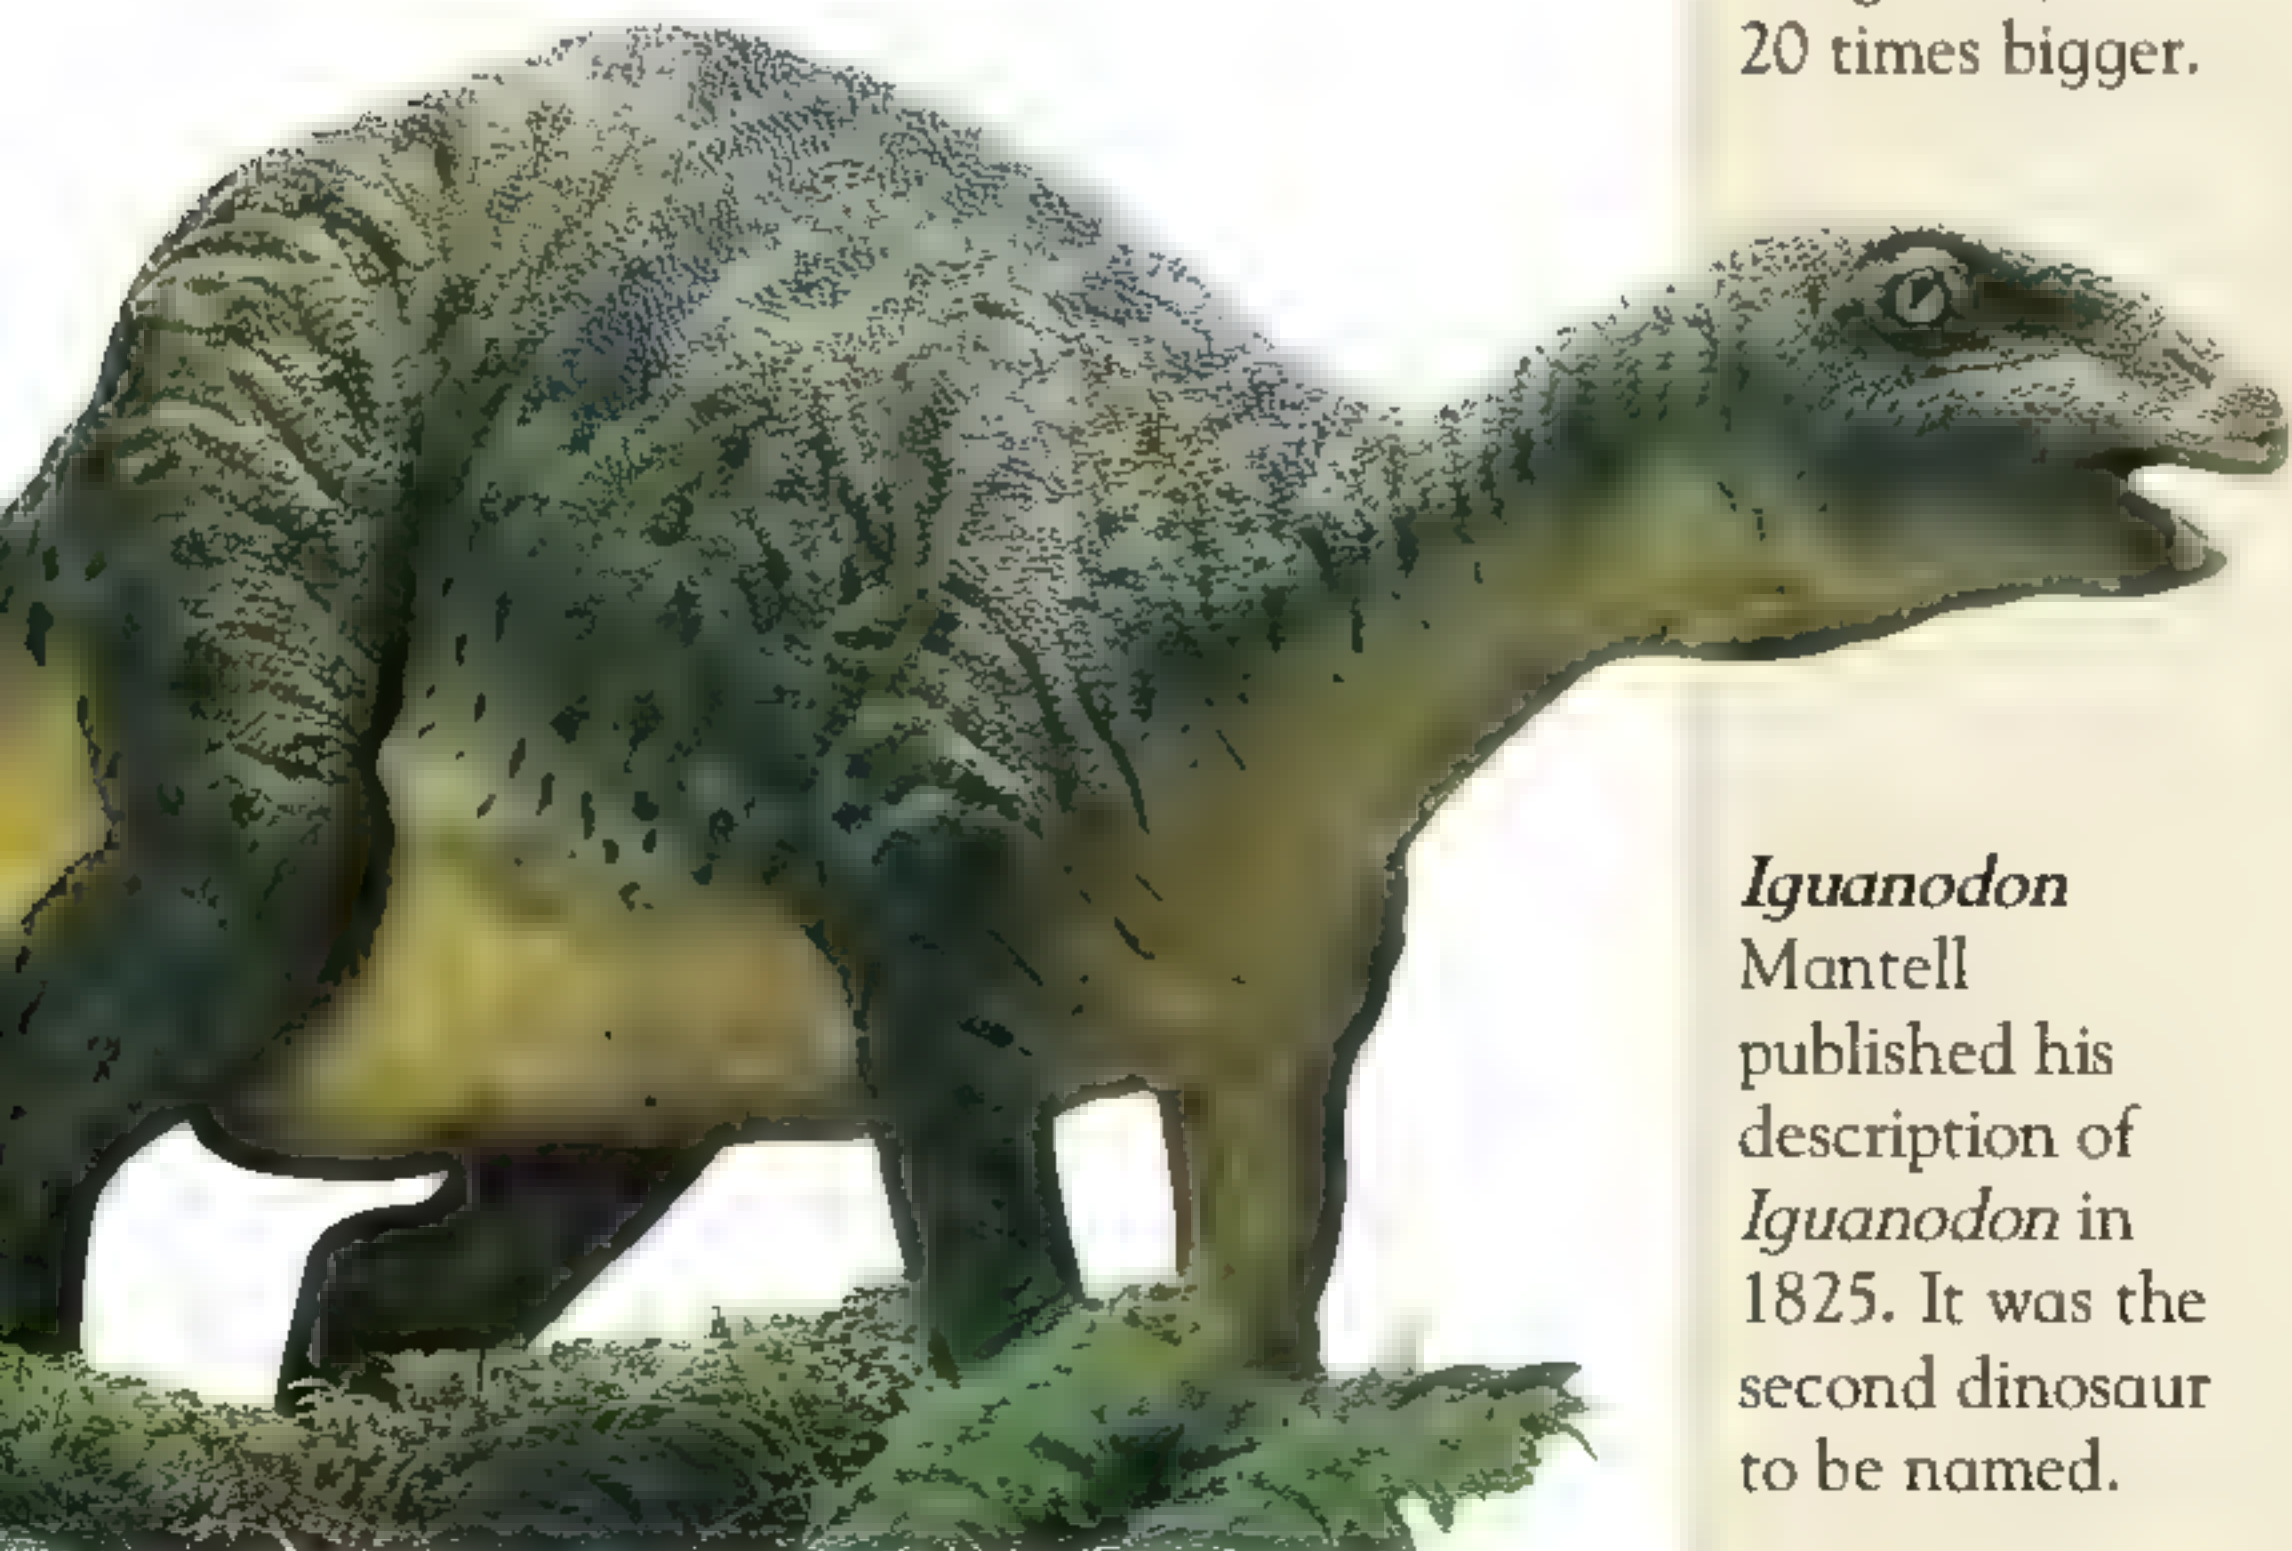 20 times bigger.
Iguanodon
Mantell
published his
description of
Iguanodon in
1825. It was the
second dinosaur
to be named.